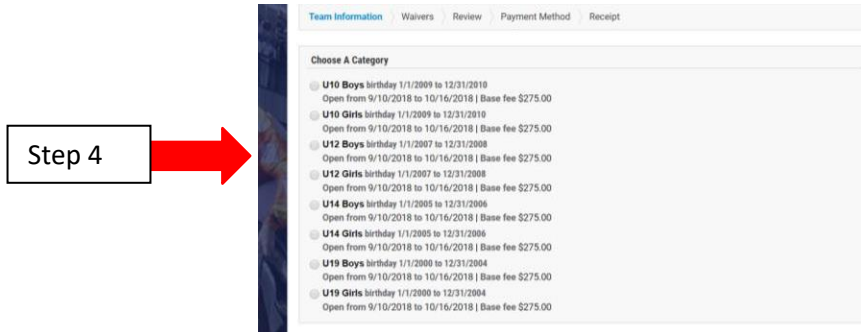 Team Information Waivers Review Payment Method Receipt
Choose A Category
U10 Boys birthday 1/1/2009 to 12/31/2010
Open from 9/10/2018 to 10/16/2018 | Base fee $275.00
U10 Girls birthday 1/1/2009 to 12/31/2010
Open from 9/10/2018 to 10/16/2018 | Base fee $275.00
U12 Boys birthday 1/1/2007 to 12/31/2008
Open from 9/10/2018 to 10/16/2018 | Base fee $275.00
Step 4
U12 Girls birthday 1/1/2007 to 12/31/2008
Open from 9/10/2018 to 10/16/2018 | Base fee $275.00
U14 Boys birthday 1/1/2005 to 12/31/2006
Open from 9/10/2018 to 10/16/2018 | Base fee $275.00
U14 Girls birthday 1/1/2005 to 12/31/2006
Open from 9/10/2018 to 10/16/2018 | Base fee $275.00
U19 Boys birthday 1/1/2000 to 12/31/2004
Open from 9/10/2018 to 10/16/2018 | Base fee $275.00
U19 Girls birthday 1/1/2000 to 12/31/2004
Open from 9/10/2018 to 10/16/2018 | Base fee $275.00